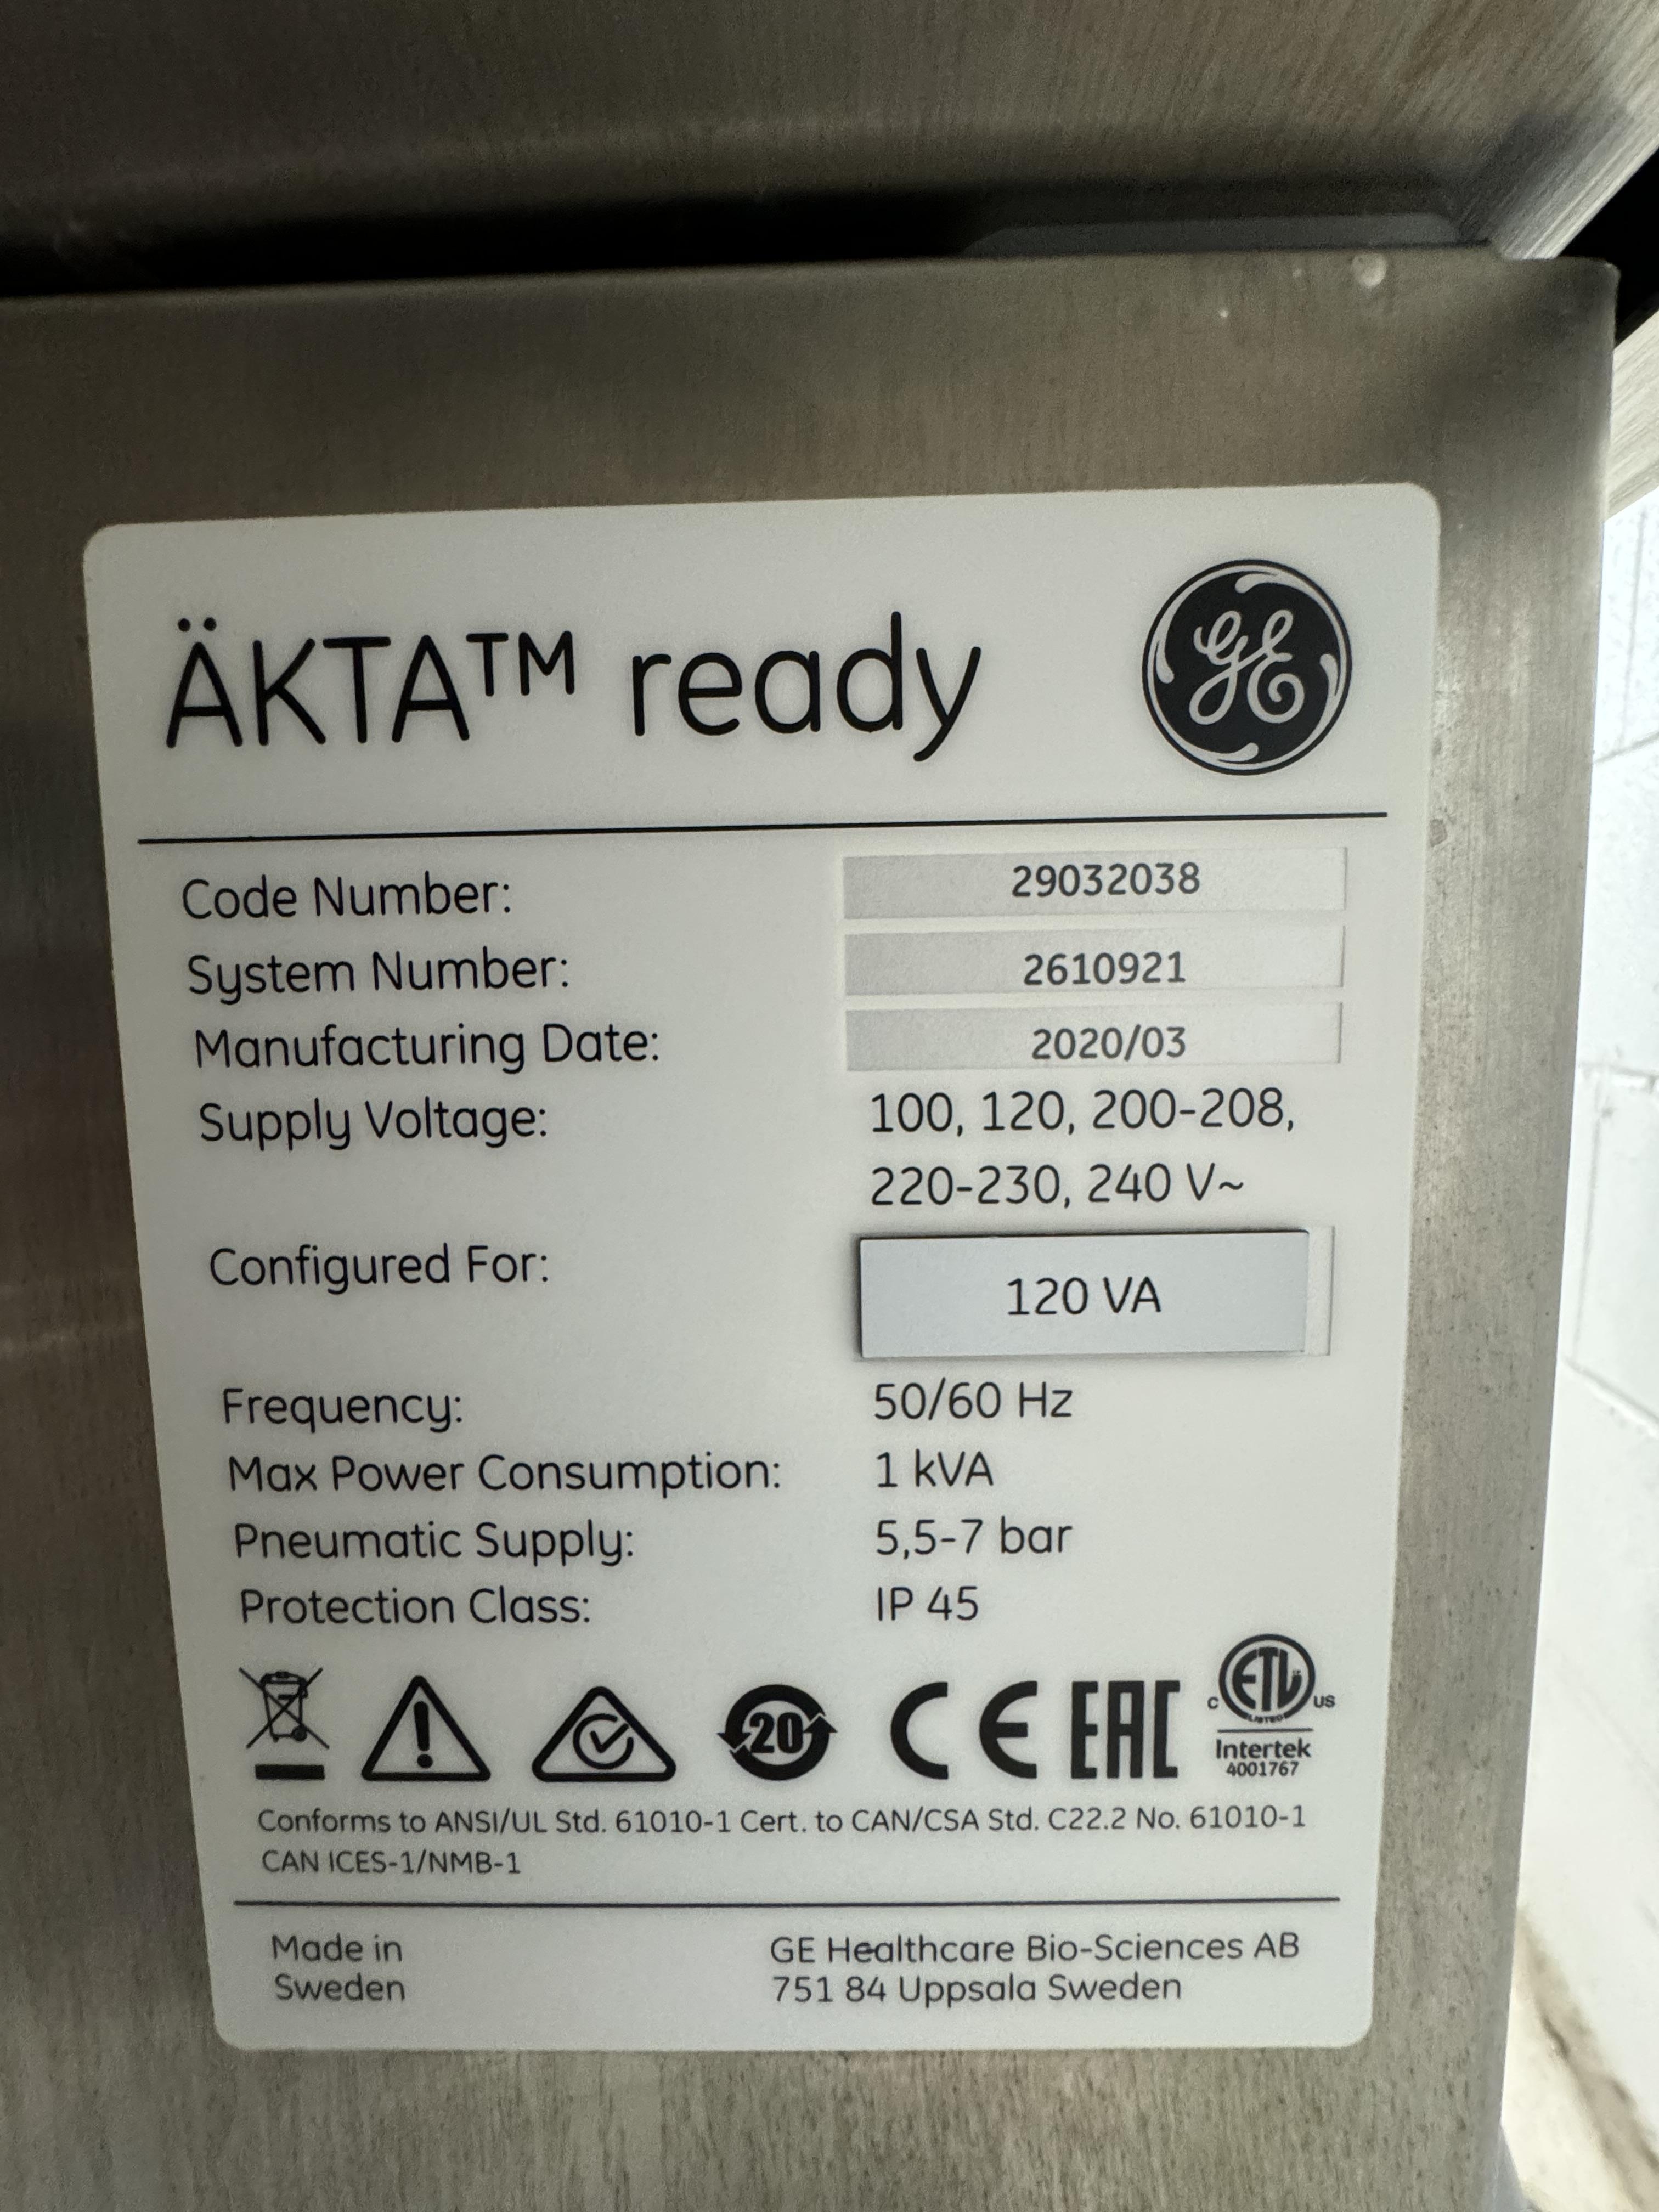 ÄKTA™ ready
GE
Code Number: 29032038
System Number: 2610921
Manufacturing Date: 2020/03
Supply Voltage: 100, 120, 200-208,
220-230, 240 V~
Configured For: 120 VA
Frequency: 50/60 Hz
Max Power Consumption: 1 kVA
Pneumatic Supply: 5,5-7 bar
Protection Class: IP 45
20 CE EAC C ETL US
LISTED
Intertek
4001767
Conforms to ANSI/UL Std. 61010-1 Cert. to CAN/CSA Std. C22.2 No. 61010-1
CAN ICES-1/NMB-1
Made in GE Healthcare Bio-Sciences AB
Sweden 751 84 Uppsala Sweden